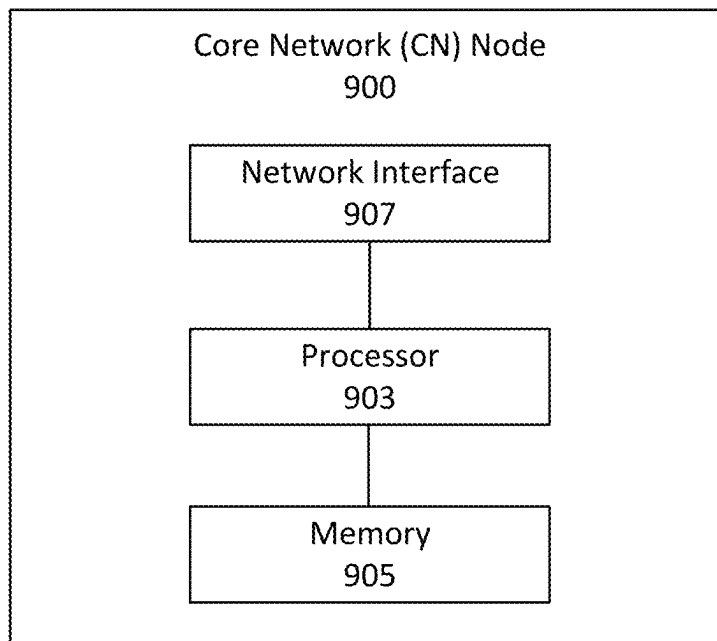 Core Network (CN) Node
900
Network Interface
907
Processor
903
Memory
905